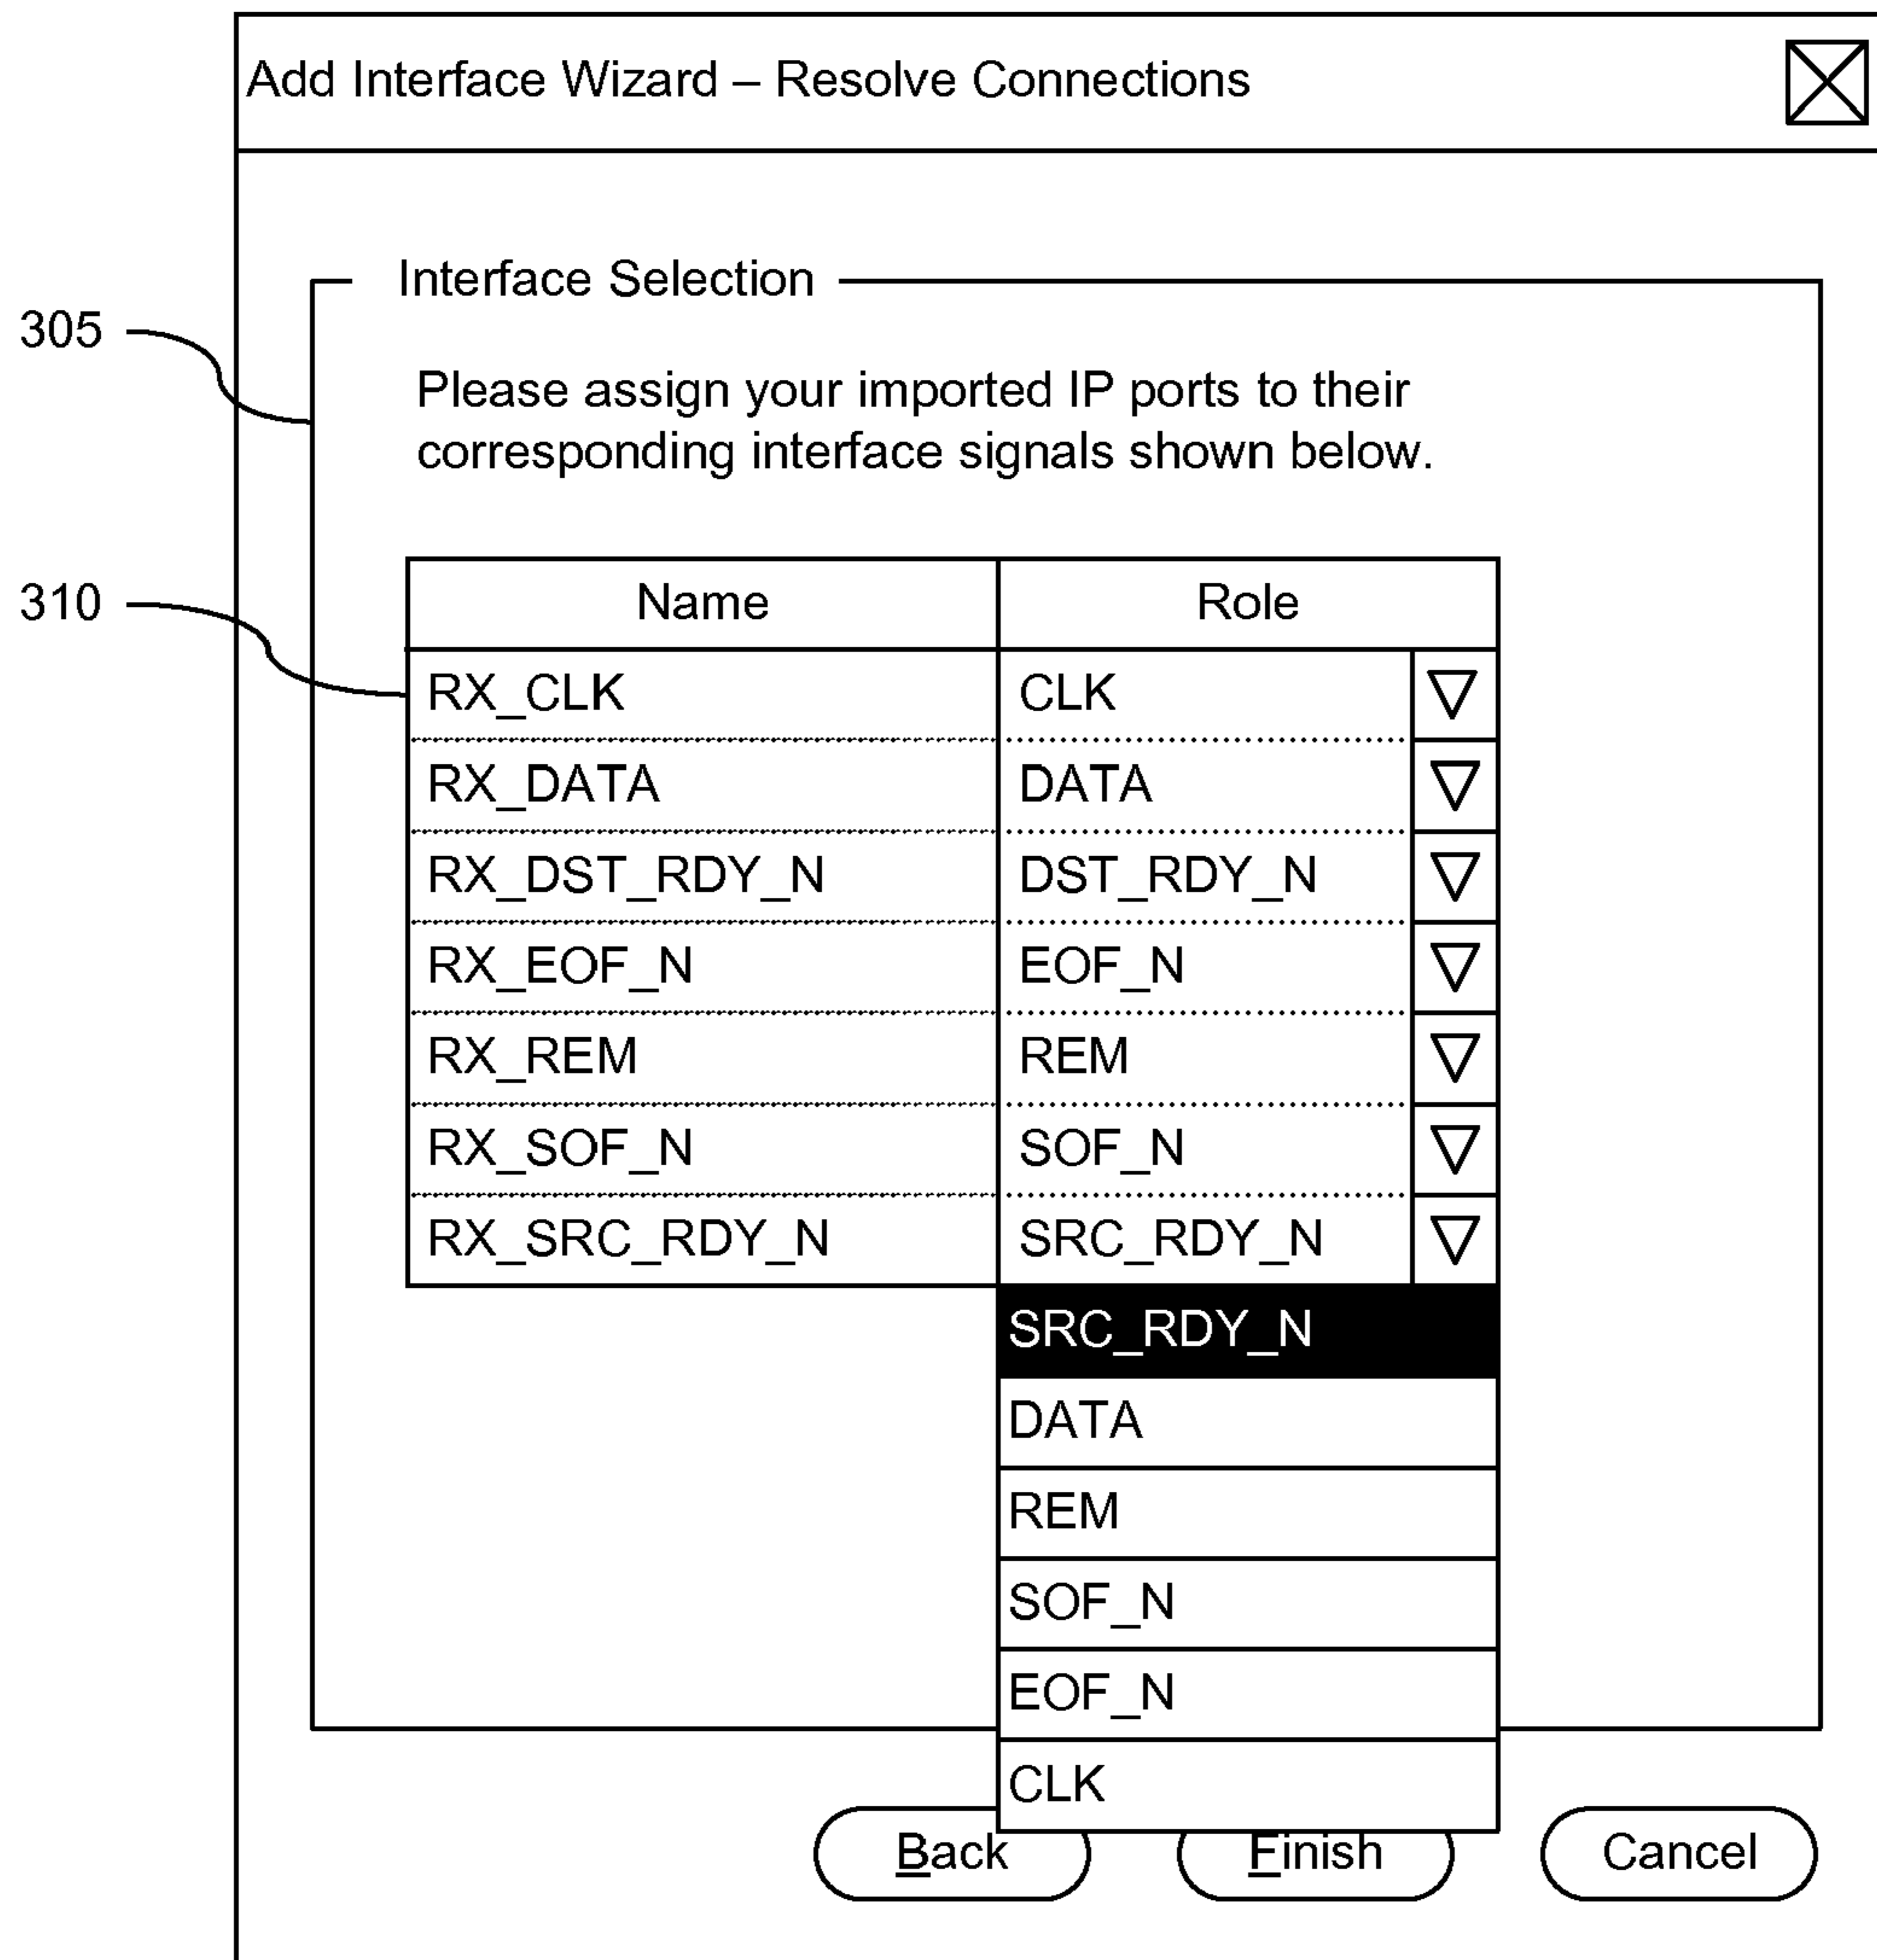 Add Interface Wizard – Resolve Connections
Interface Selection
305
Please assign your imported IP ports to their
corresponding interface signals shown below.
310
Name Role
RX_CLK CLK
RX_DATA DATA
RX_DST_RDY_N DST_RDY_N
RX_EOF_N EOF_N
RX_REM REM
RX_SOF_N SOF_N
RX_SRC_RDY_N SRC_RDY_N
SRC_RDY_N
DATA
REM
SOF_N
EOF_N
CLK
Back Finish Cancel